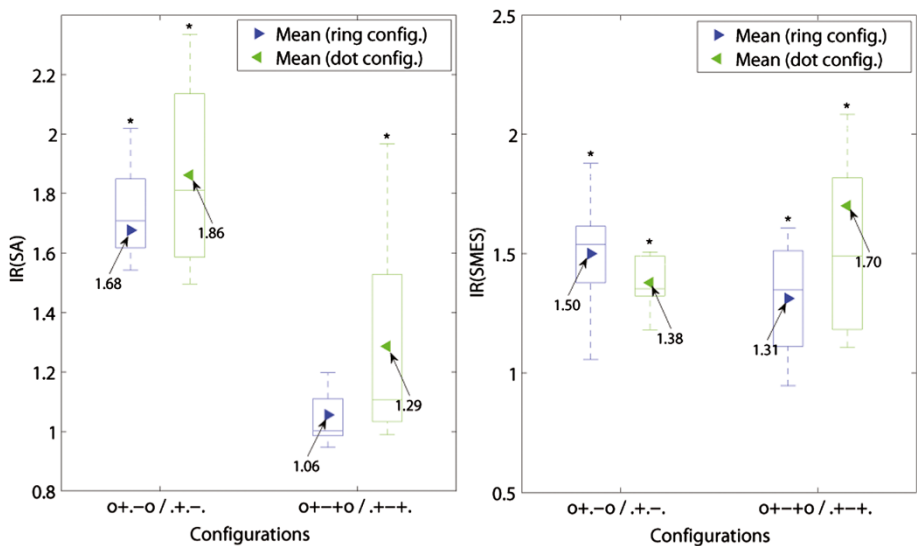 Mean (ring config.)
Mean (dot config.)
2.2
2
1.8
1.6
1.4
1.2
1
0.8
IR(SA)
*
*
*
1.68
1.86
1.06
1.29
o+.−o / .+.−.
o+−+o / .+−+.
Configurations
Mean (ring config.)
Mean (dot config.)
2.5
2
1.5
1
0.5
IR(SMES)
*
*
*
*
1.50
1.38
1.31
1.70
o+.−o / .+.−.
o+−+o / .+−+.
Configurations